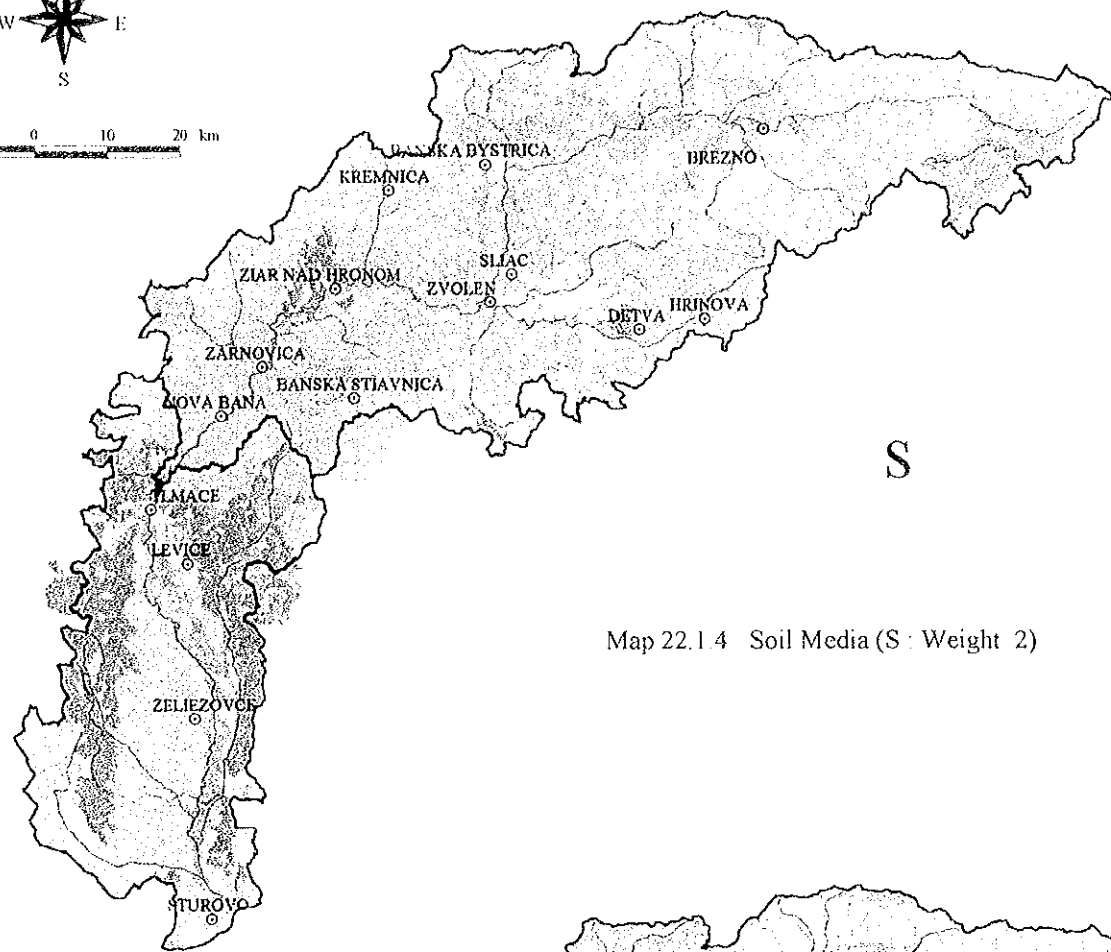 W E
S
0 10 20 km
BANSKA BYSTRICA
KREMNICA
BREZNO
SLIAC
ZIAR NAD HRONOM
ZVOLEN
HRINOVA
DETVA
ZARNOVICA
BANSKA STIAVNICA
NOVA BANA
S
TLMACE
LEVICE
Map 22.1.4 Soil Media (S : Weight 2)
ZELIEZOVCE
STUROVO